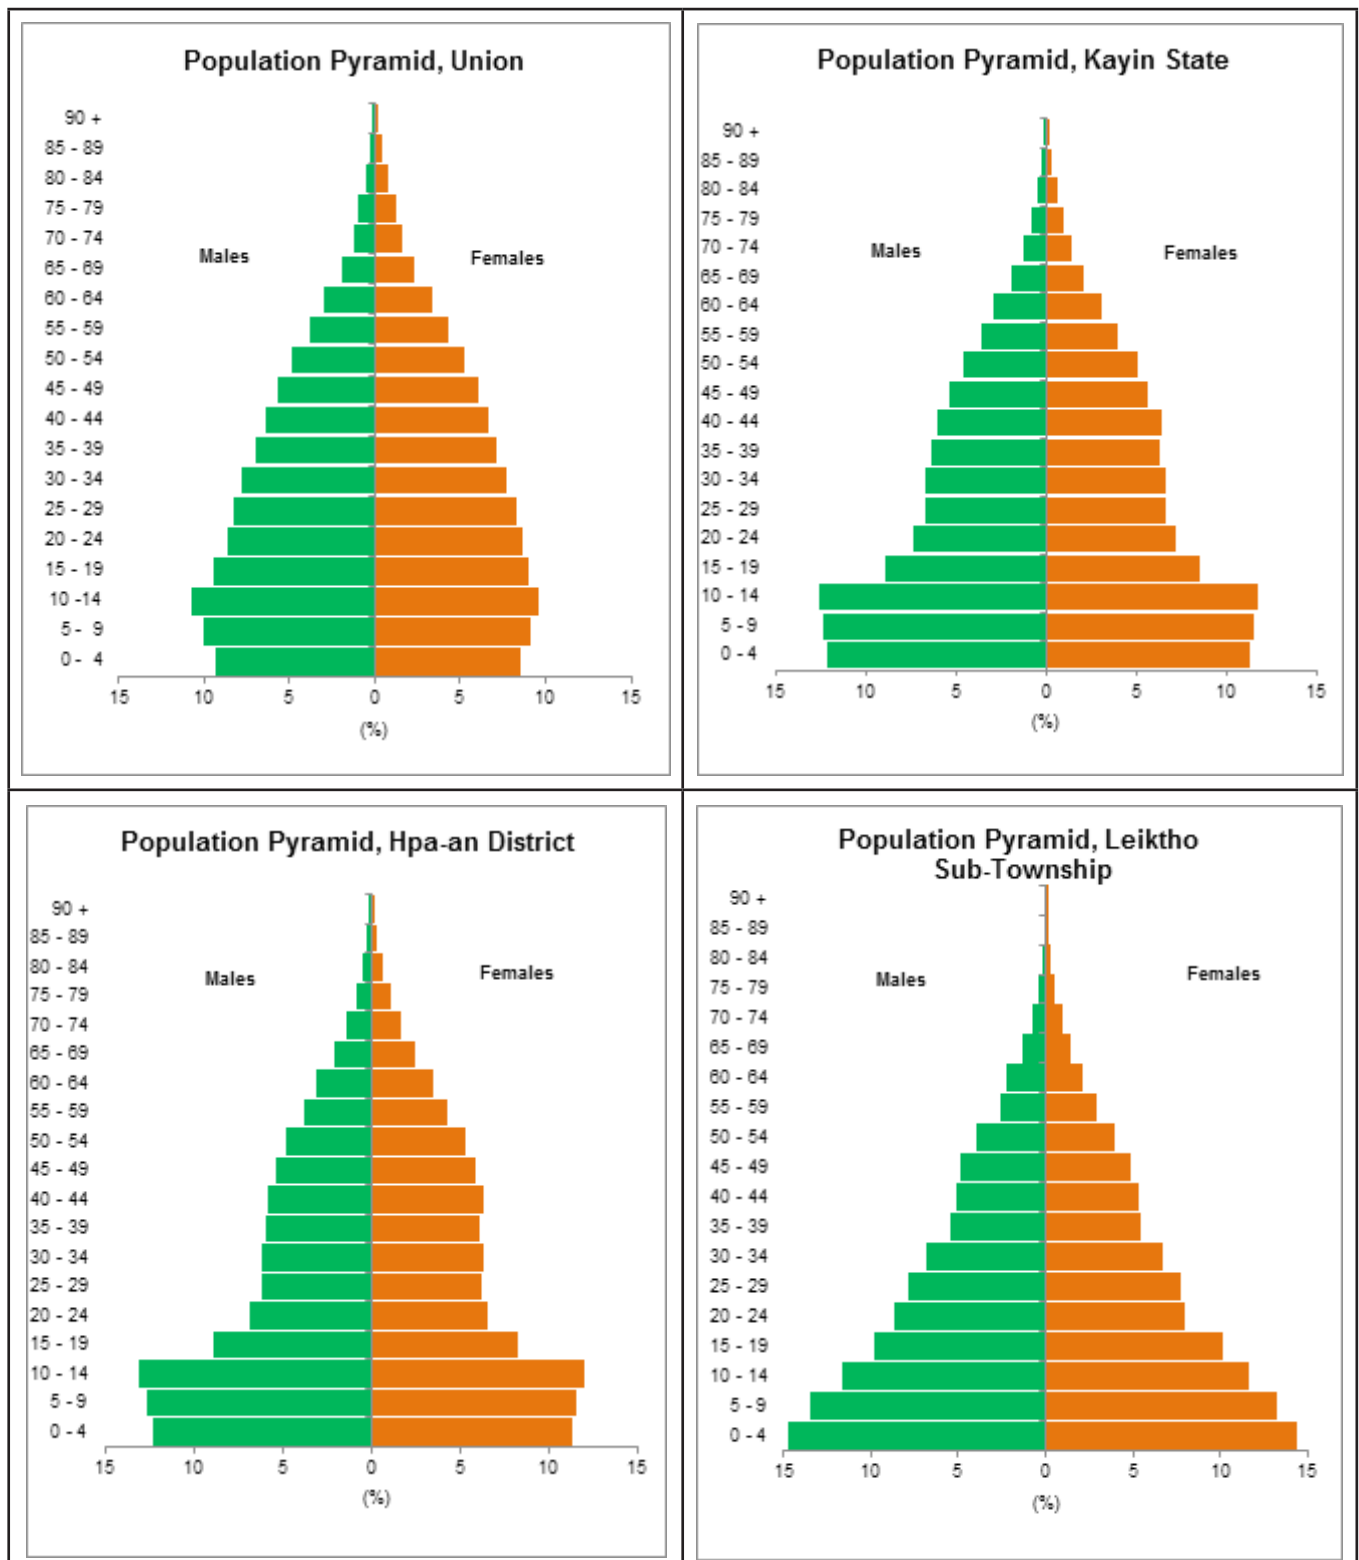 Population Pyramid, Union
90 +
85 - 89
80 - 84
75 - 79
70 - 74
65 - 69
60 - 64
55 - 59
50 - 54
45 - 49
40 - 44
35 - 39
30 - 34
25 - 29
20 - 24
15 - 19
10 -14
5 - 9
0 - 4
Males
Females
15 10 5 0 5 10 15
(%)
Population Pyramid, Kayin State
90 +
85 - 89
80 - 84
75 - 79
70 - 74
65 - 69
60 - 64
55 - 59
50 - 54
45 - 49
40 - 44
35 - 39
30 - 34
25 - 29
20 - 24
15 - 19
10 - 14
5 - 9
0 - 4
Males
Females
15 10 5 0 5 10 15
(%)
Population Pyramid, Hpa-an District
90 +
85 - 89
80 - 84
75 - 79
70 - 74
65 - 69
60 - 64
55 - 59
50 - 54
45 - 49
40 - 44
35 - 39
30 - 34
25 - 29
20 - 24
15 - 19
10 - 14
5 - 9
0 - 4
Males
Females
15 10 5 0 5 10 15
(%)
Population Pyramid, Leiktho
Sub-Township
90 +
85 - 89
80 - 84
75 - 79
70 - 74
65 - 69
60 - 64
55 - 59
50 - 54
45 - 49
40 - 44
35 - 39
30 - 34
25 - 29
20 - 24
15 - 19
10 - 14
5 - 9
0 - 4
Males
Females
15 10 5 0 5 10 15
(%)